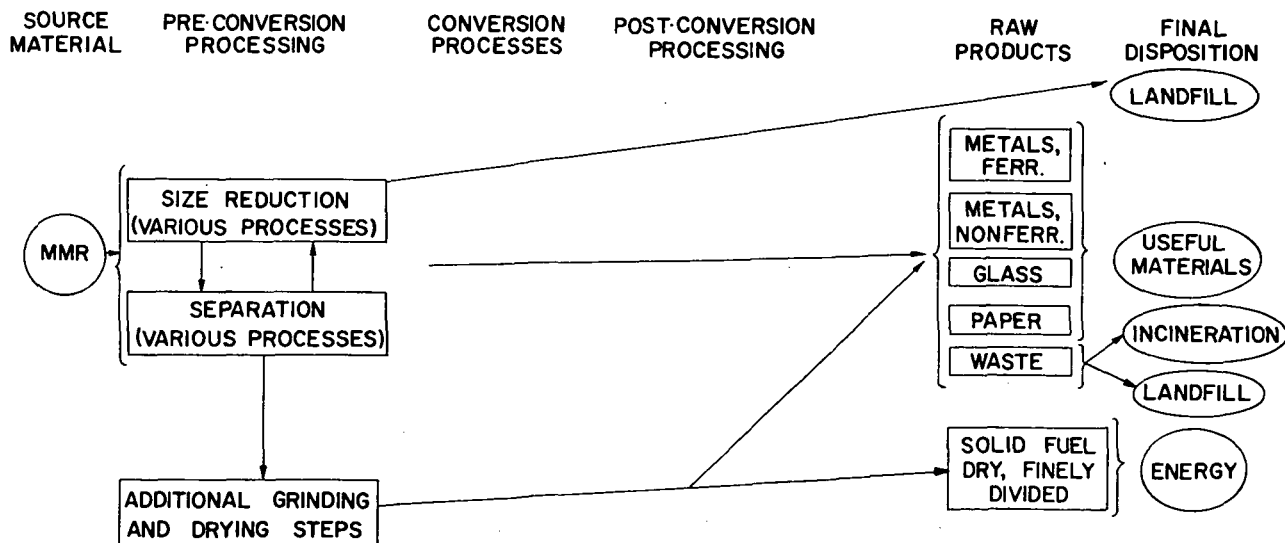 SOURCE
MATERIAL
PRE-CONVERSION
PROCESSING
CONVERSION
PROCESSES
POST-CONVERSION
PROCESSING
RAW
PRODUCTS
FINAL
DISPOSITION
LANDFILL
MMR
SIZE REDUCTION
(VARIOUS PROCESSES)
SEPARATION
(VARIOUS PROCESSES)
ADDITIONAL GRINDING
AND DRYING STEPS
METALS,
FERR.
METALS,
NONFERR.
GLASS
PAPER
WASTE
USEFUL
MATERIALS
INCINERATION
LANDFILL
SOLID FUEL
DRY, FINELY
DIVIDED
ENERGY